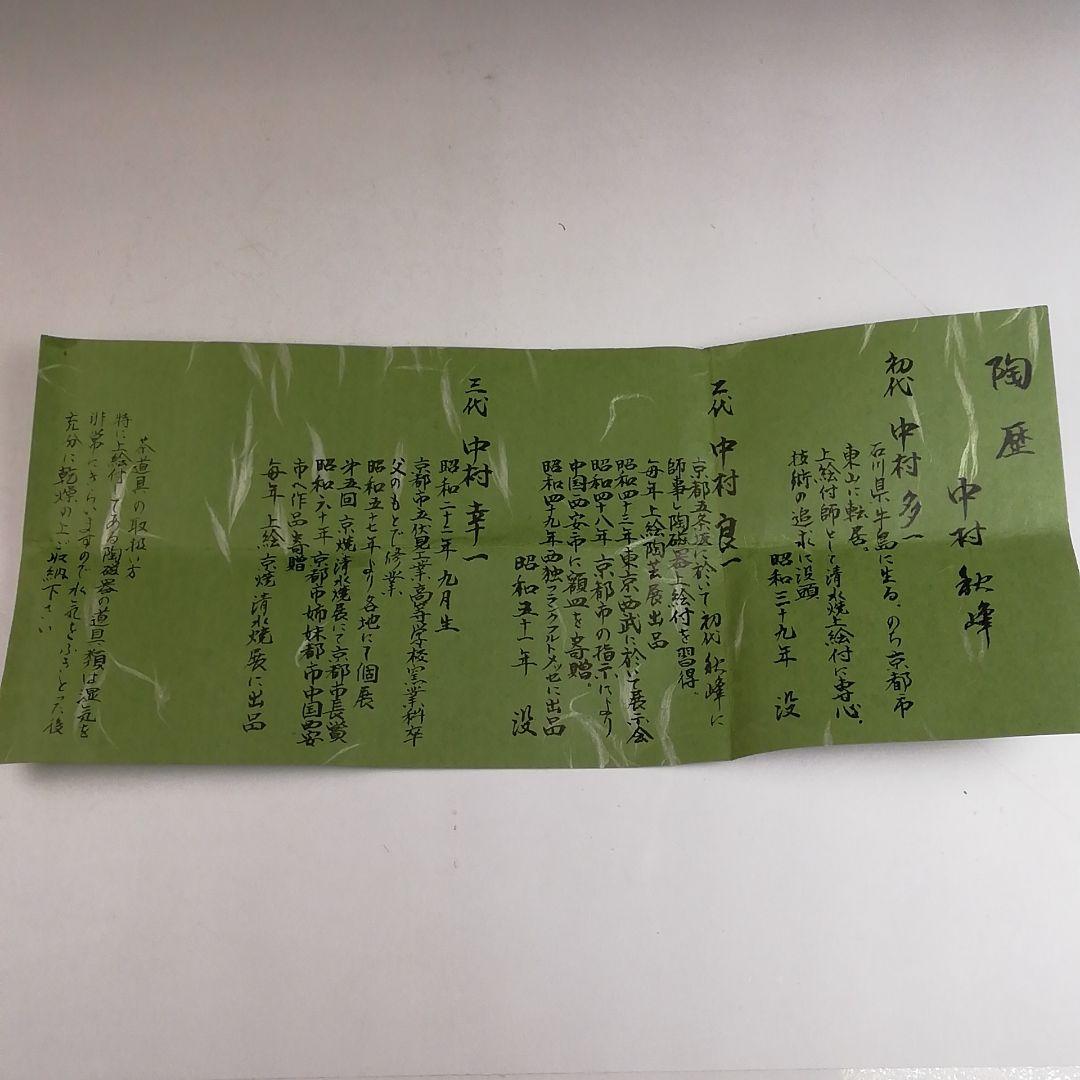 陶歴
中村 秋峰
初代 中村 多一
石川県牛島に生る。のち京都市
東山に転居。
上絵付師として清水焼上絵付に専心。
技術の追求に没頭
昭和三十九年 没
二代 中村 良一
京都五条坂に於いて 初代 秋峰に
師事し陶磁器上絵付を習得。
毎年上絵陶芸展出品
昭和四十三年東京西武に於いて展示会
昭和四十八年 京都市の指示により
中国西安市に額皿を寄贈。
昭和四十九年西独フランクフルトメッセに出品
昭和五十一年 没
三代 中村 幸一
昭和二十二年 九月生
京都市立伏見工業高等学校窯業科卒
父のもとで修業、
昭和五十七年より各地にて個展
第五回 京焼清水焼展にて京都市長賞
昭和六十年 京都市姉妹都市中国西安
市へ作品寄贈
毎年 上絵京焼清水焼展に出品
茶道具の取扱い方
特に上絵付してある陶磁器の道具類は湿気を
非常にきらいますので水気をふきとった後
充分に乾燥の上ご収納下さい